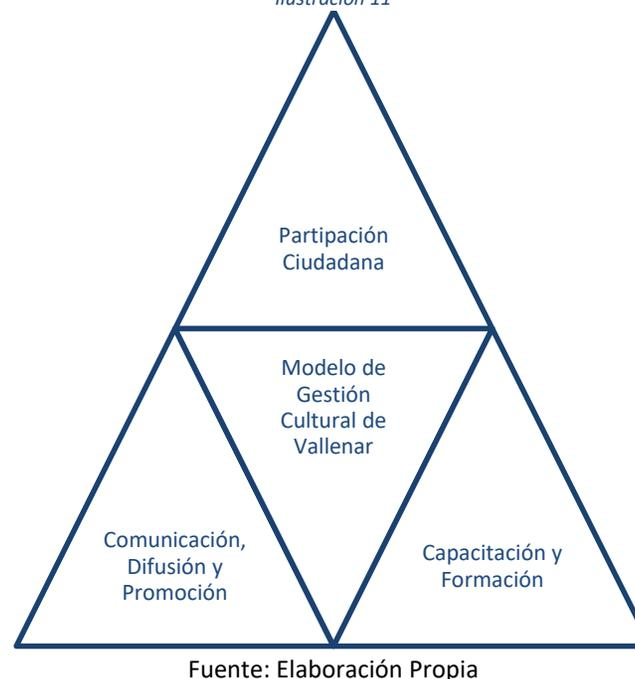 Ilustración 11
Partipación
Ciudadana
Modelo de
Gestión
Cultural de
Vallenar
Comunicación,
Difusión y
Promoción
Capacitación y
Formación
Fuente: Elaboración Propia